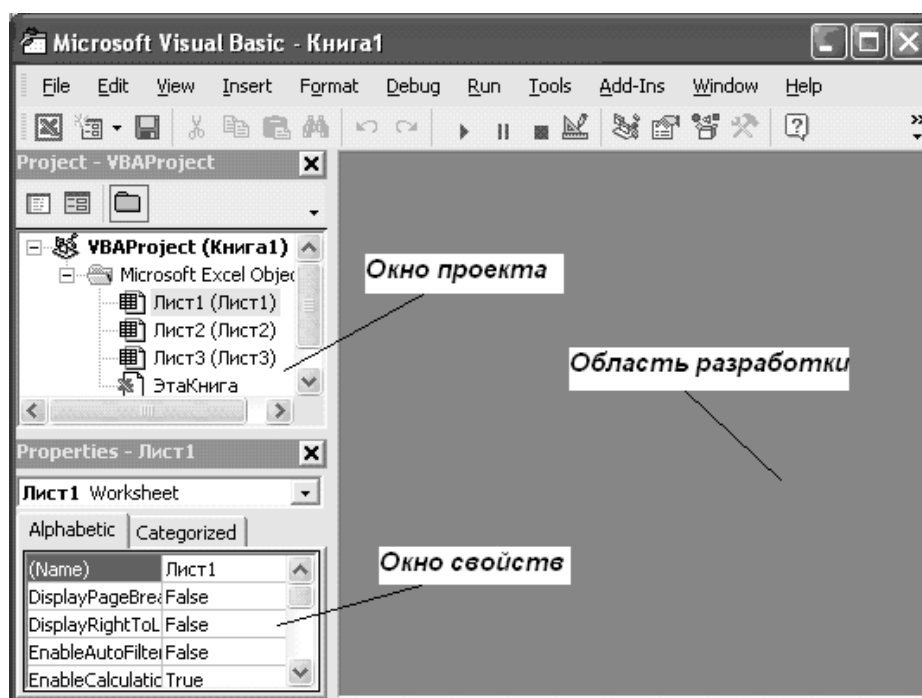 Microsoft Visual Basic - Книга1
File Edit View Insert Format Debug Run Tools Add-Ins Window Help
Project - VBAProject
VBAProject (Книга1)
Microsoft Excel Objec
Лист1 (Лист1)
Лист2 (Лист2)
Лист3 (Лист3)
ЭтаКнига
Окно проекта
Область разработки
Properties - Лист1
Лист1 Worksheet
Alphabetic Categorized
(Name) Лист1
DisplayPageBrea False
DisplayRightToL False
EnableAutoFilter False
EnableCalculatic True
Окно свойств